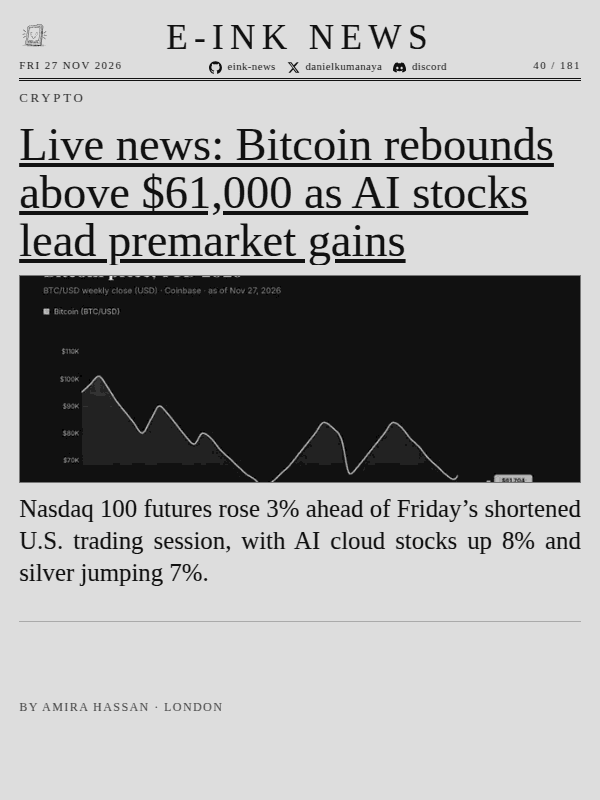 E-INK NEWS
FRI 27 NOV 2026
eink-news danielkumanaya discord
40 / 181
CRYPTO
Live news: Bitcoin rebounds
above $61,000 as AI stocks
lead premarket gains
BTC/USD weekly close (USD) · Coinbase · as of Nov 27, 2026
Bitcoin (BTC/USD)
$110K
$100K
$90K
$80K
$70K
Nasdaq 100 futures rose 3% ahead of Friday’s shortened
U.S. trading session, with AI cloud stocks up 8% and
silver jumping 7%.
BY AMIRA HASSAN · LONDON